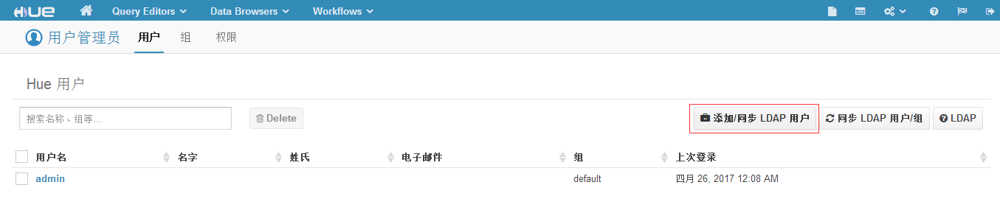 HUE Query Editors Data Browsers Workflows
用户管理员 用户 组 权限
Hue 用户
搜索名称、组等... Delete 添加/同步 LDAP 用户 同步 LDAP 用户/组 LDAP
用户名 名字 姓氏 电子邮件 组 上次登录
admin default 四月 26, 2017 12:08 AM